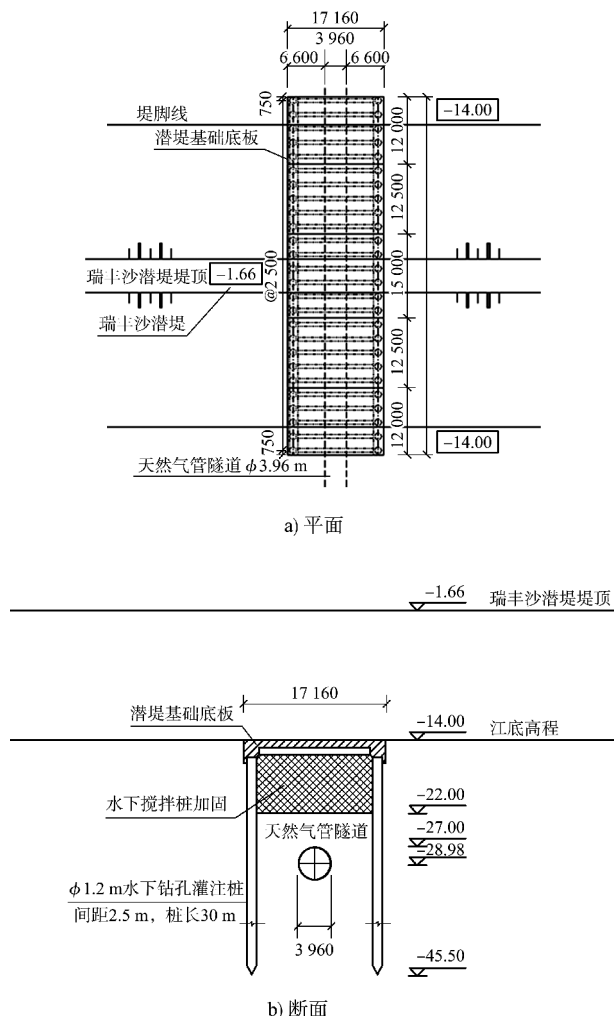 17 160
3 960
6 600
6 600
750
-14.00
堤脚线
12 000
潜堤基础底板
12 500
瑞丰沙潜堤堤顶
-1.66
@2 500
15 000
瑞丰沙潜堤
12 500
12 000
750
-14.00
天然气管隧道 φ3.96 m
a) 平面
-1.66
瑞丰沙潜堤堤顶
17 160
潜堤基础底板
-14.00
江底高程
水下搅拌桩加固
-22.00
天然气管隧道
-27.00
-28.98
φ1.2 m水下钻孔灌注桩
间距2.5 m，桩长30 m
3 960
-45.50
b) 断面